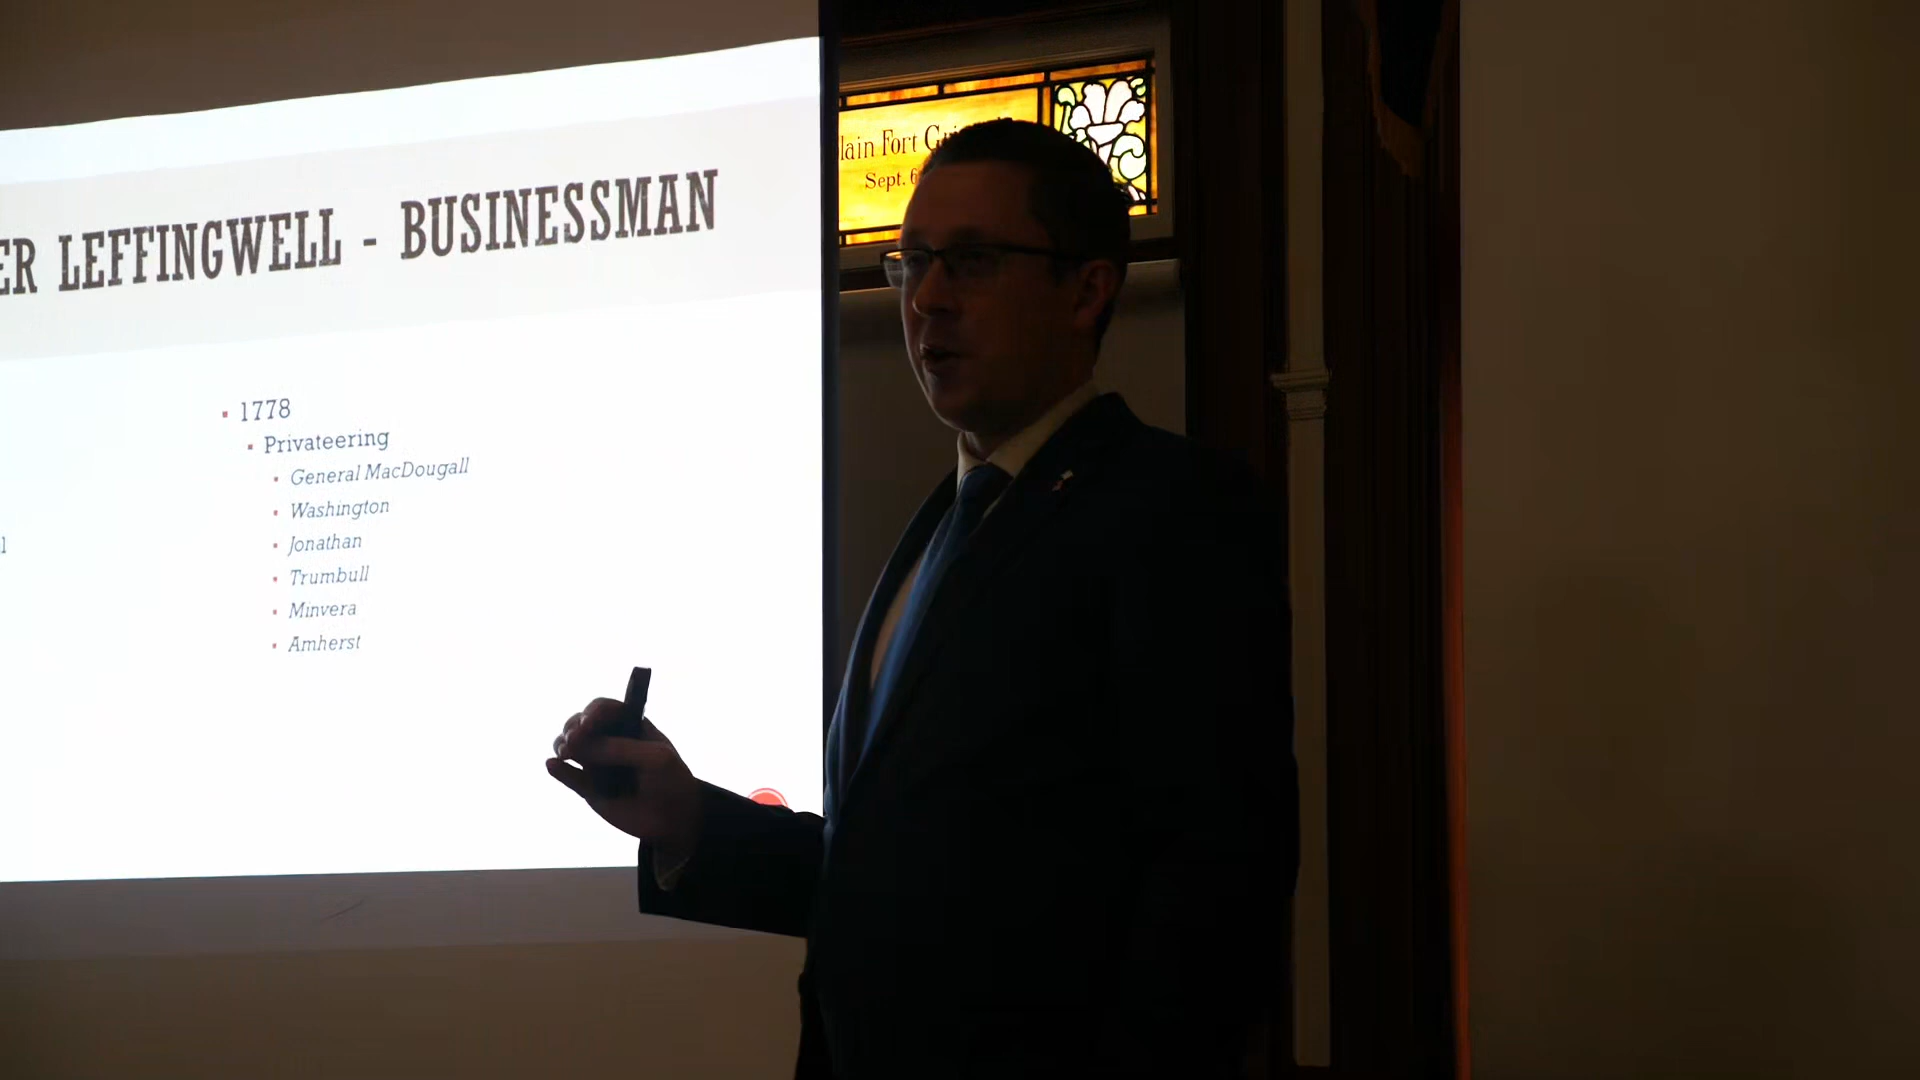 ER LEFFINGWELL - BUSINESSMAN
1778
Privateering
General MacDougall
Washington
Jonathan
Trumbull
Minvera
Amherst
lain Fort
Sept. 6